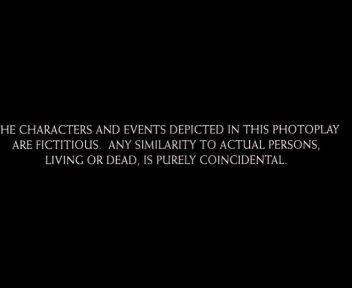 HE CHARACTERS AND EVENTS DEPICTED IN THIS PHOTOPLAY
ARE FICTITIOUS. ANY SIMILARITY TO ACTUAL PERSONS,
LIVING OR DEAD, IS PURELY COINCIDENTAL.